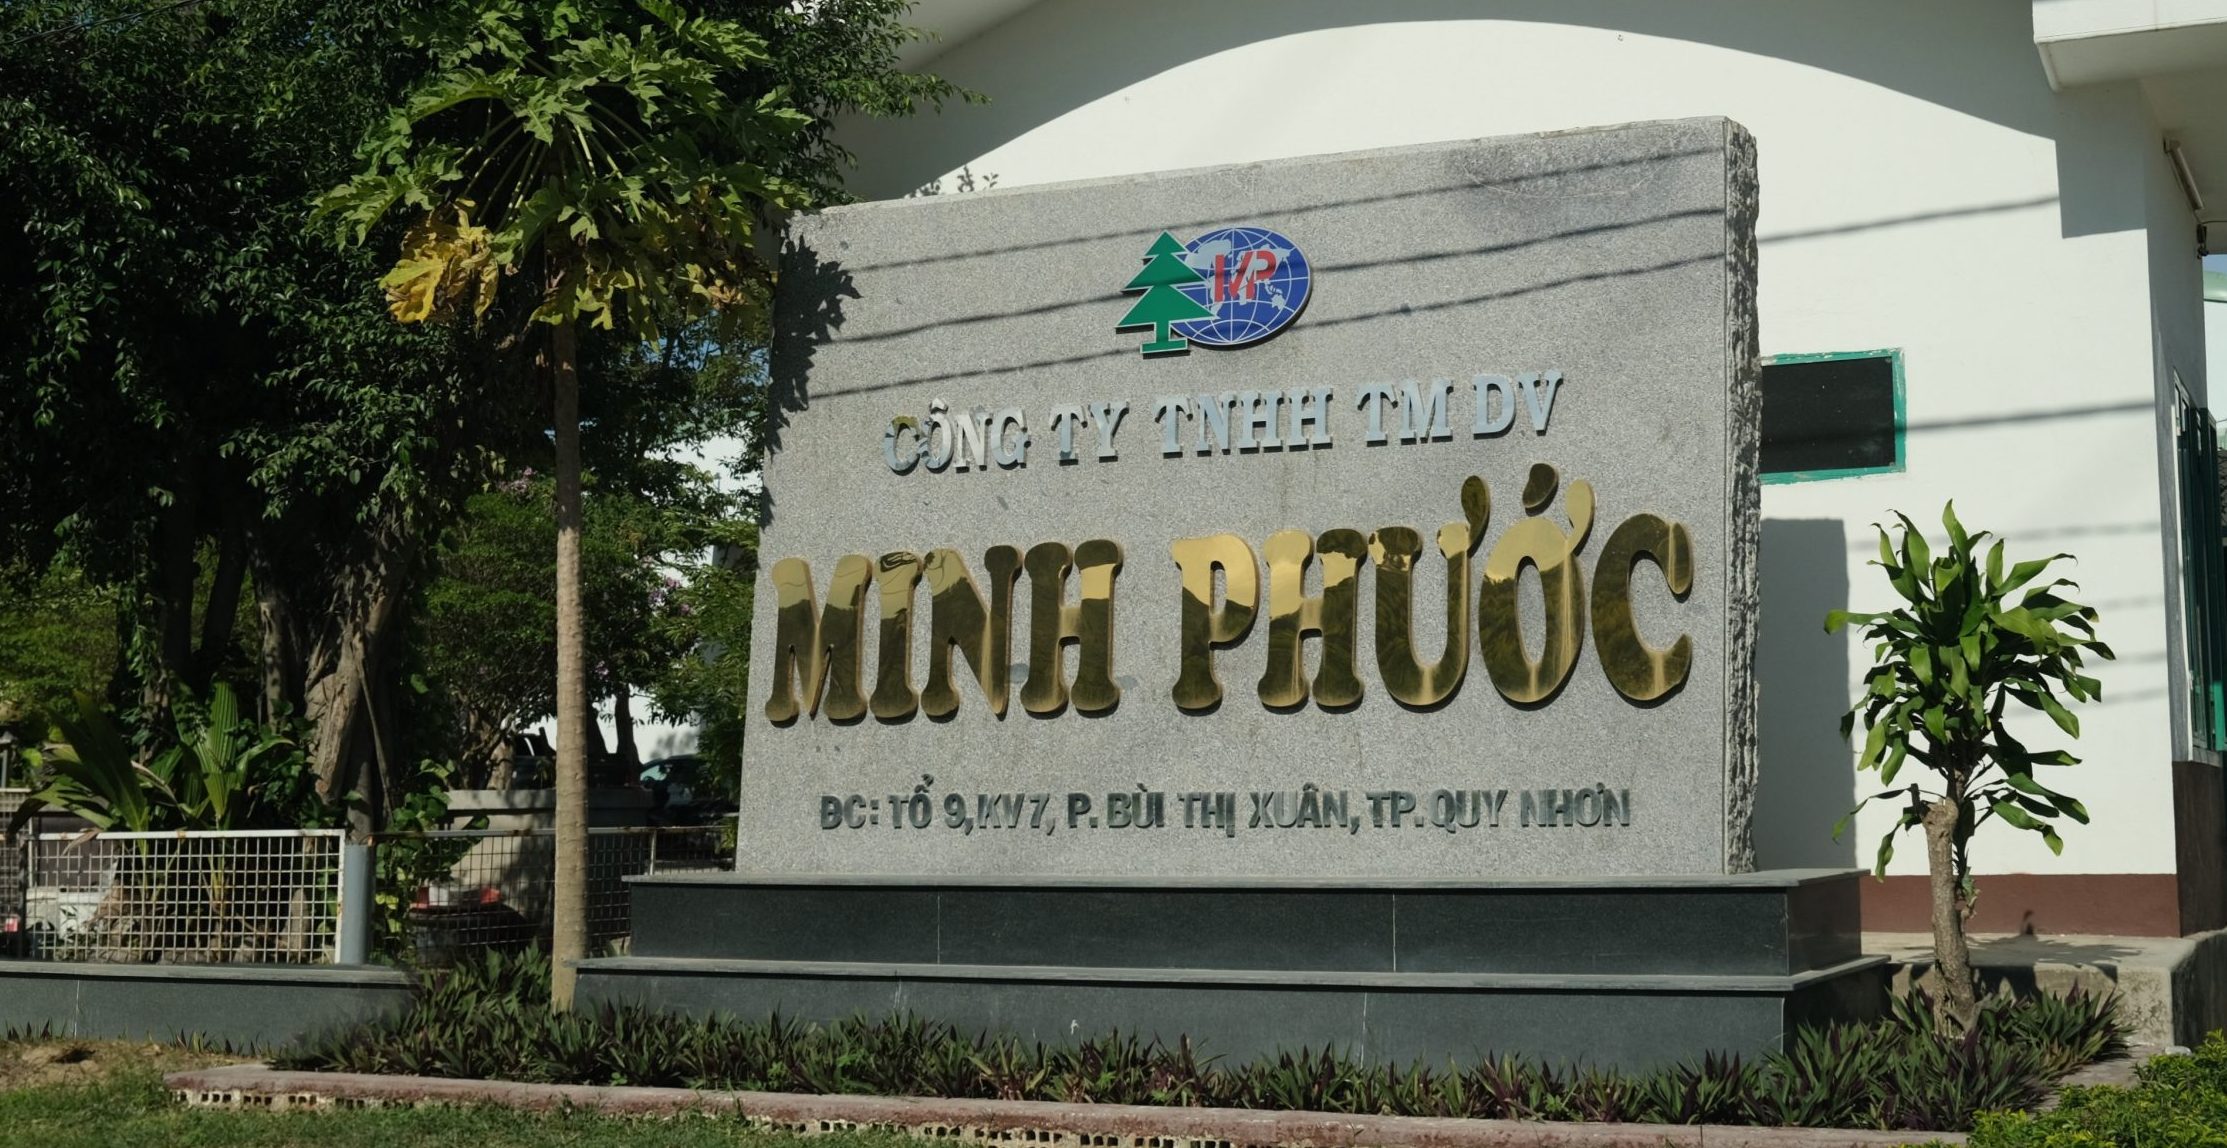 MP
CÔNG TY TNHH TM DV
MINH PHƯỚC
ĐC: TỔ 9, KV7, P. BÙI THỊ XUÂN, TP. QUY NHƠN